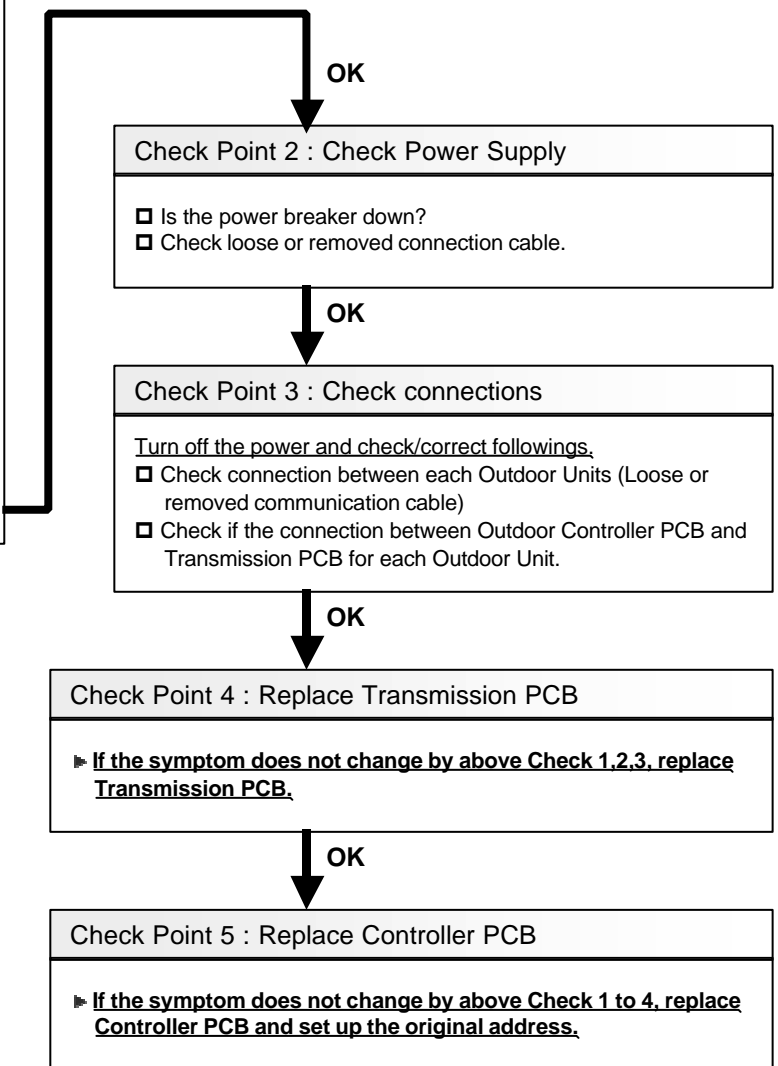 OK
Check Point 2 : Check Power Supply
☐ Is the power breaker down?
☐ Check loose or removed connection cable.
OK
Check Point 3 : Check connections
Turn off the power and check/correct followings.
☐ Check connection between each Outdoor Units (Loose or
removed communication cable)
☐ Check if the connection between Outdoor Controller PCB and
Transmission PCB for each Outdoor Unit.
OK
Check Point 4 : Replace Transmission PCB
If the symptom does not change by above Check 1,2,3, replace
Transmission PCB.
OK
Check Point 5 : Replace Controller PCB
If the symptom does not change by above Check 1 to 4, replace
Controller PCB and set up the original address.